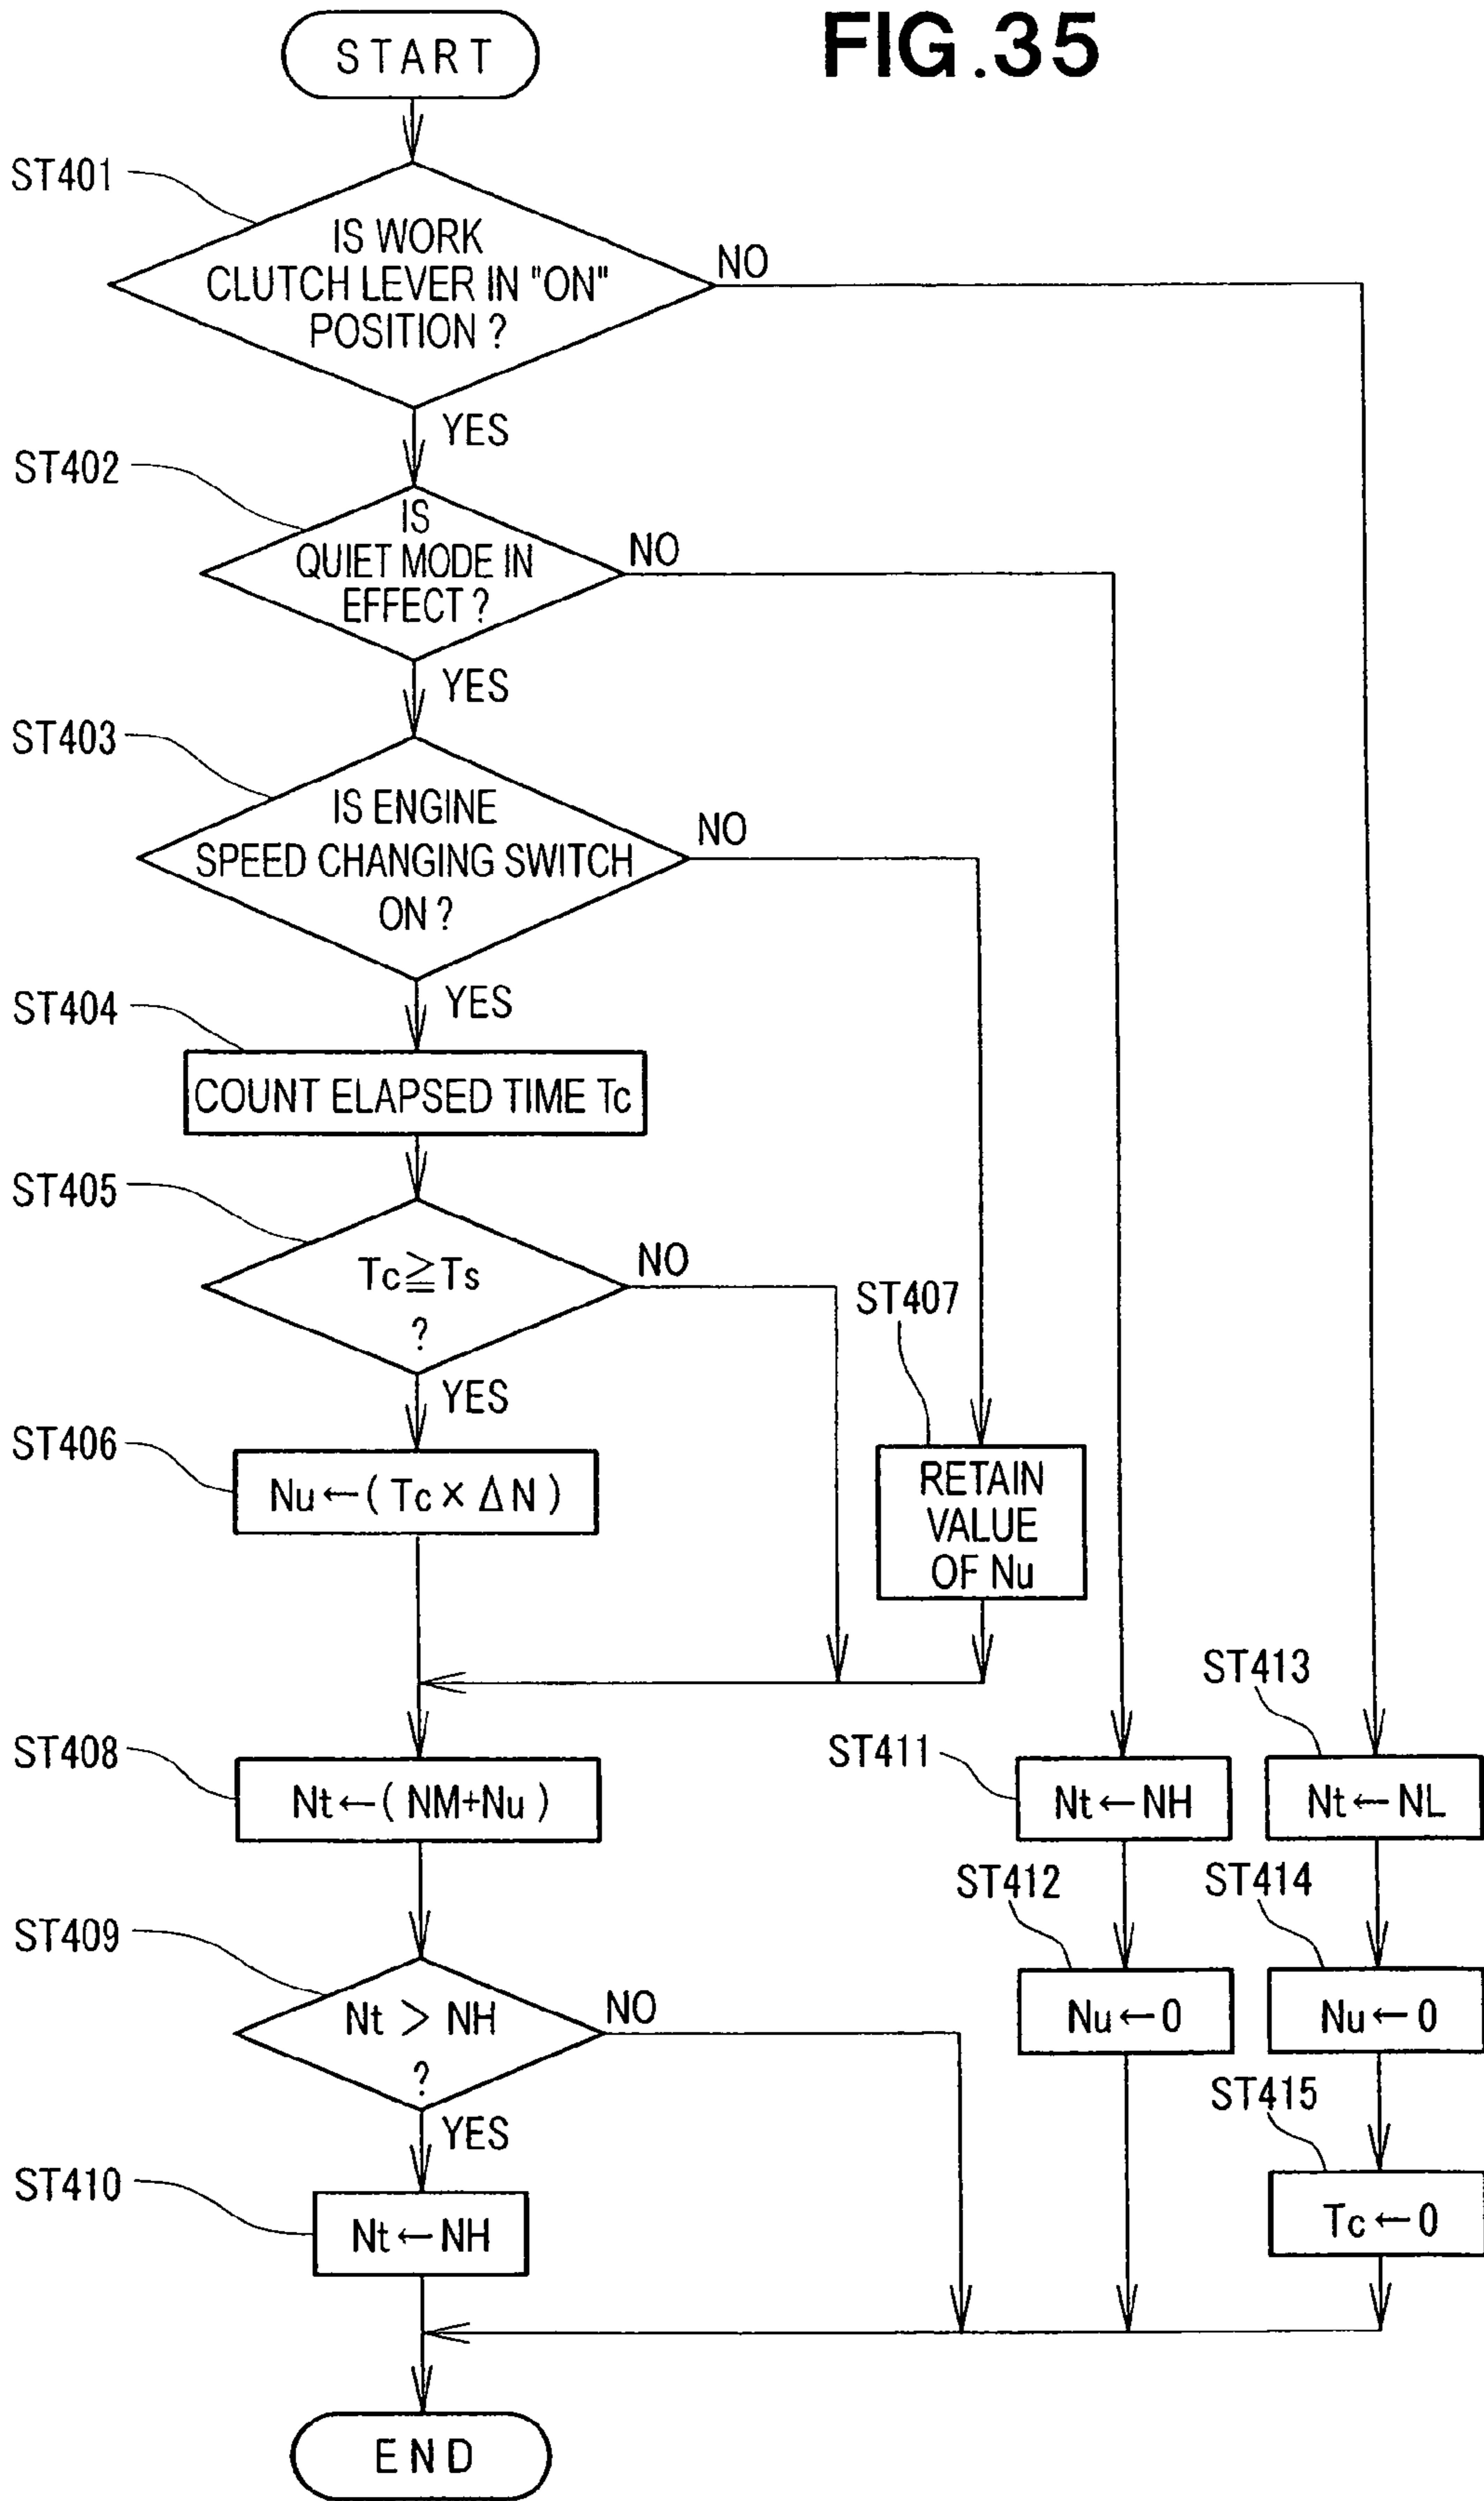 FIG.35
START
ST401
IS WORK
CLUTCH LEVER IN "ON"
POSITION ?
NO
YES
ST402
IS
QUIET MODE IN
EFFECT ?
NO
YES
ST403
IS ENGINE
SPEED CHANGING SWITCH
ON ?
NO
YES
ST404
COUNT ELAPSED TIME Tc
ST405
Tc≧Ts
?
NO
YES
ST406
Nu←(Tc×ΔN)
ST407
RETAIN
VALUE
OF Nu
ST408
Nt←(NM+Nu)
ST409
Nt > NH
?
NO
YES
ST410
Nt←NH
ST411
Nt←NH
ST412
Nu←0
ST413
Nt←NL
ST414
Nu←0
ST415
Tc←0
END